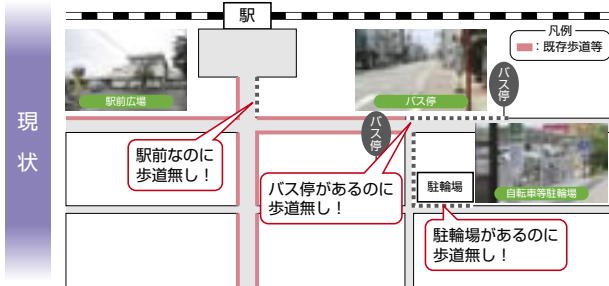 現
状
駅
凡例
：既存歩道等
駅前広場
バス停
バス停
バス停
駅前なのに
歩道無し！
バス停があるのに
歩道無し！
駐輪場
自転車等駐輪場
駐輪場があるのに
歩道無し！